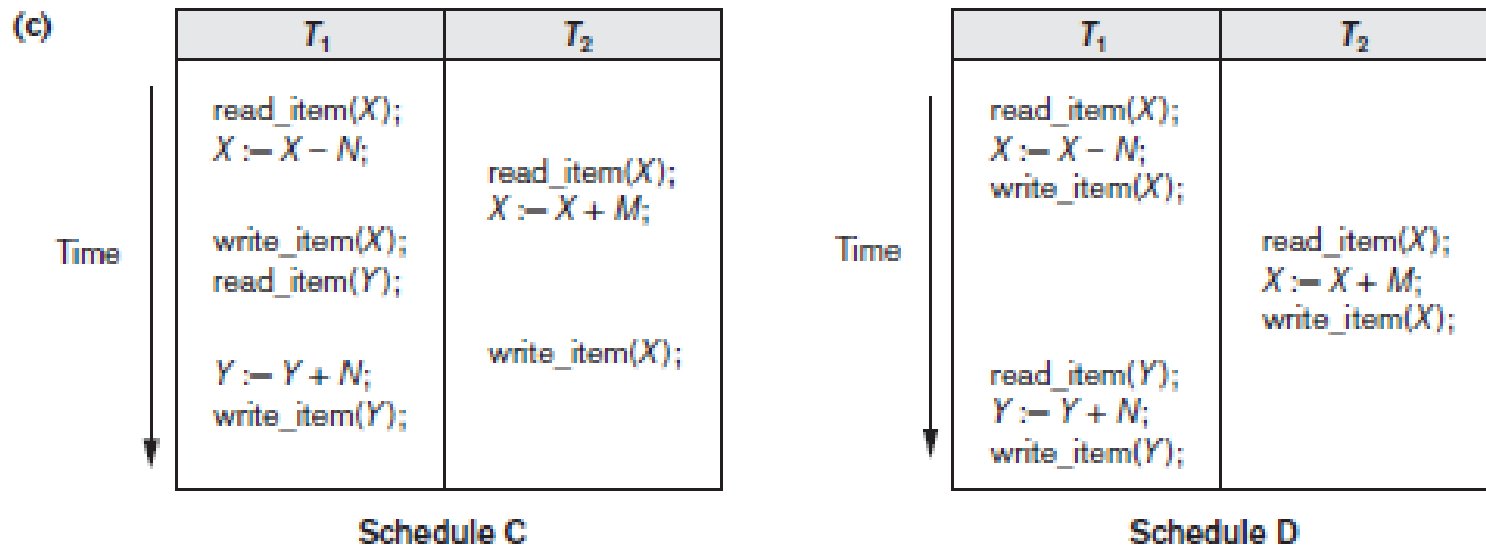 (c)
T1 T2
read_item(X);
X := X – N;
read_item(X);
X := X + M;
Time
write_item(X);
read_item(Y);
write_item(X);
Y := Y + N;
write_item(Y);
Schedule C
T1 T2
read_item(X);
X := X – N;
write_item(X);
Time
read_item(X);
X := X + M;
write_item(X);
read_item(Y);
Y := Y + N;
write_item(Y);
Schedule D